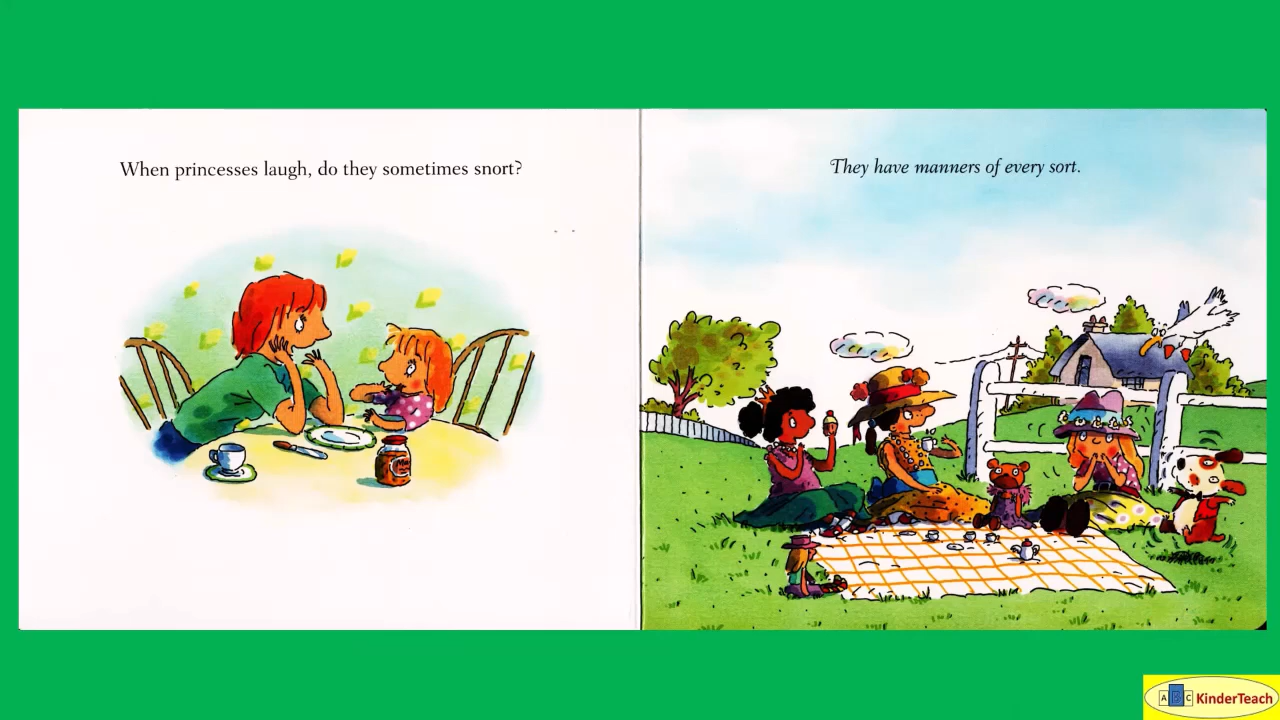 When princesses laugh, do they sometimes snort?
They have manners of every sort.
A B C KinderTeach